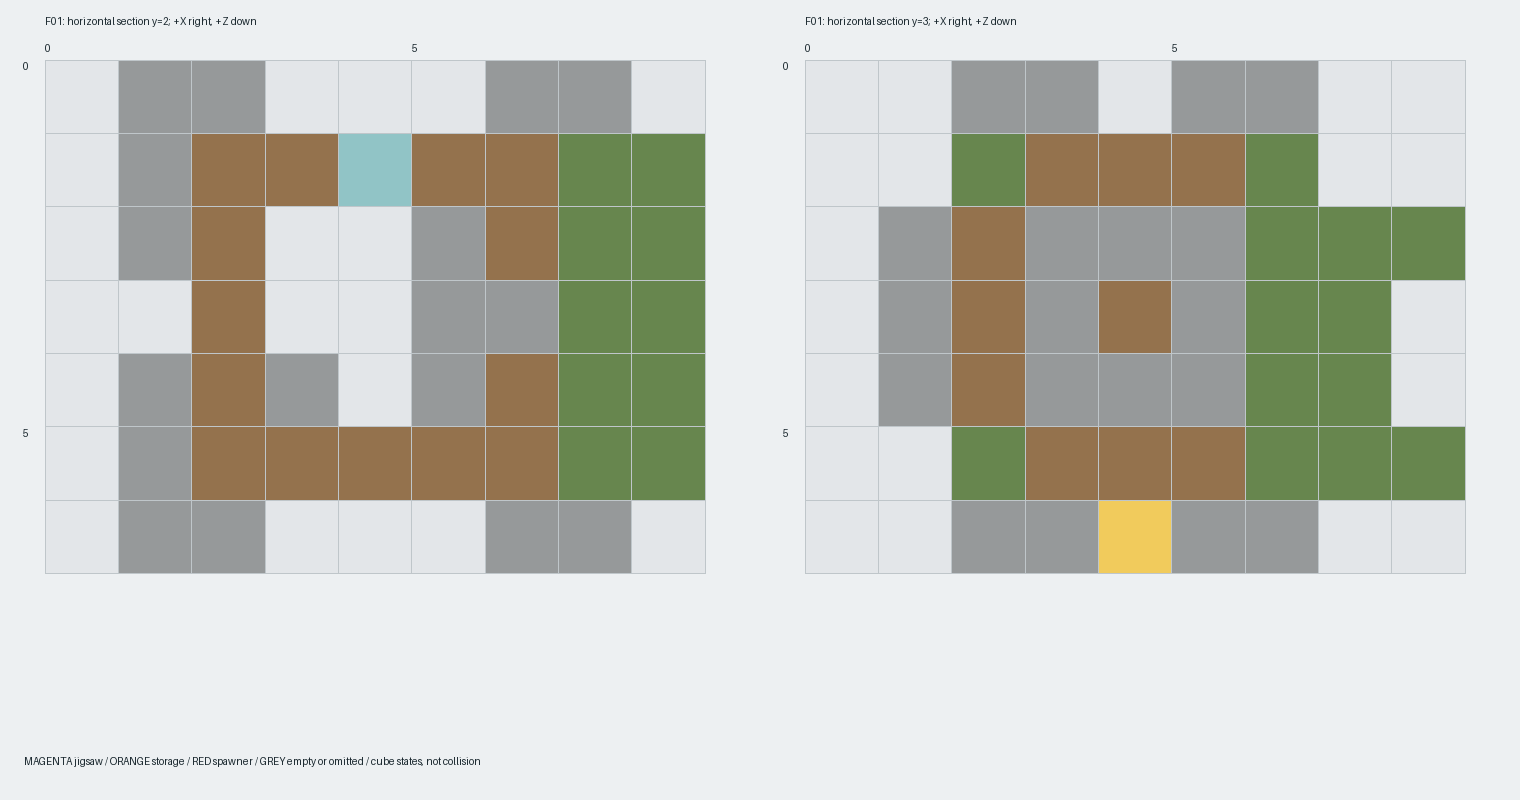 F01: horizontal section y=2; +X right, +Z down
F01: horizontal section y=3; +X right, +Z down
0 5
0 5
0
5
0
5
MAGENTA jigsaw / ORANGE storage / RED spawner / GREY empty or omitted / cube states, not collision